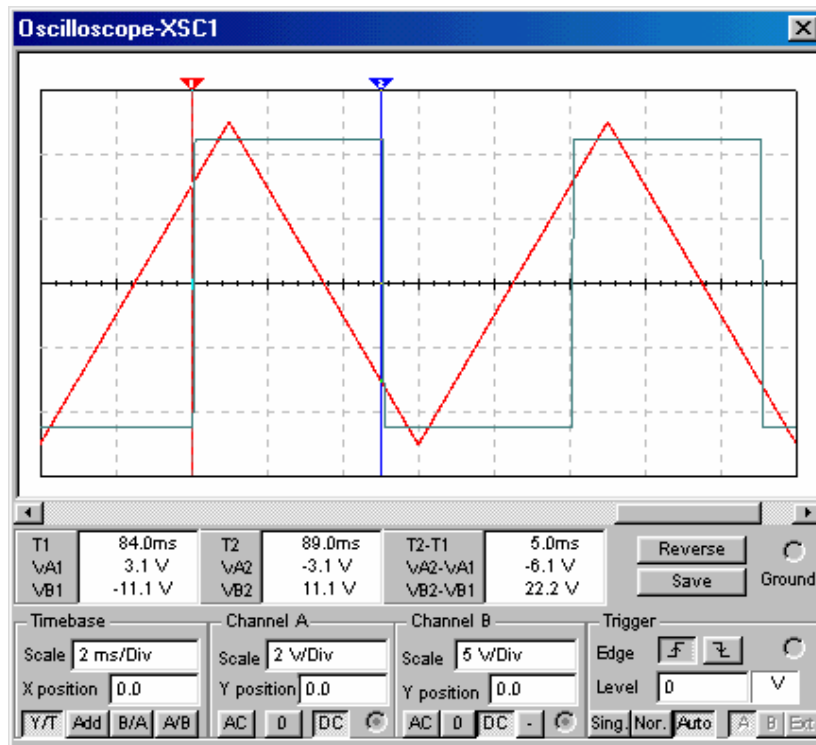 Oscilloscope-XSC1
1 2
T1 84.0ms T2 89.0ms T2-T1 5.0ms Reverse
VA1 3.1 V VA2 -3.1 V VA2-VA1 -6.1 V
VB1 -11.1 V VB2 11.1 V VB2-VB1 22.2 V Save Ground
Timebase Channel A Channel B Trigger
Scale 2 ms/Div Scale 2 V/Div Scale 5 V/Div Edge
X position 0.0 Y position 0.0 Y position 0.0 Level 0 V
Y/T Add B/A A/B AC 0 DC AC 0 DC - Sing. Nor. Auto A B Ext